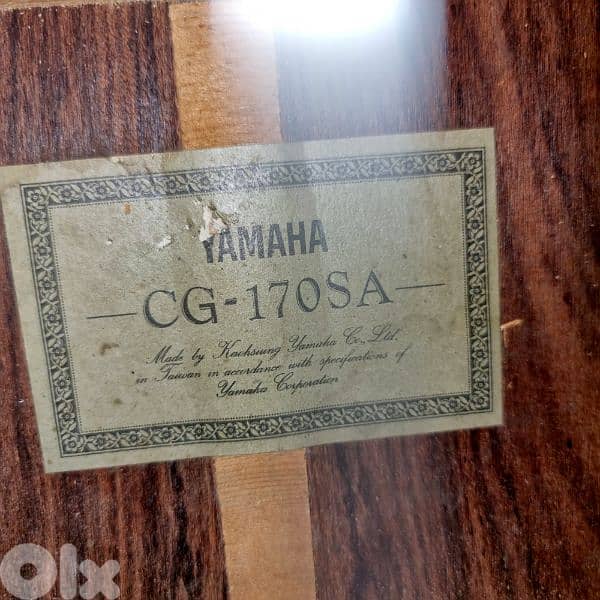 YAMAHA
CG-170SA
Made by Kaohsiung Yamaha Co., Ltd.
in Taiwan in accordance with specifications of
Yamaha Corporation
Olx